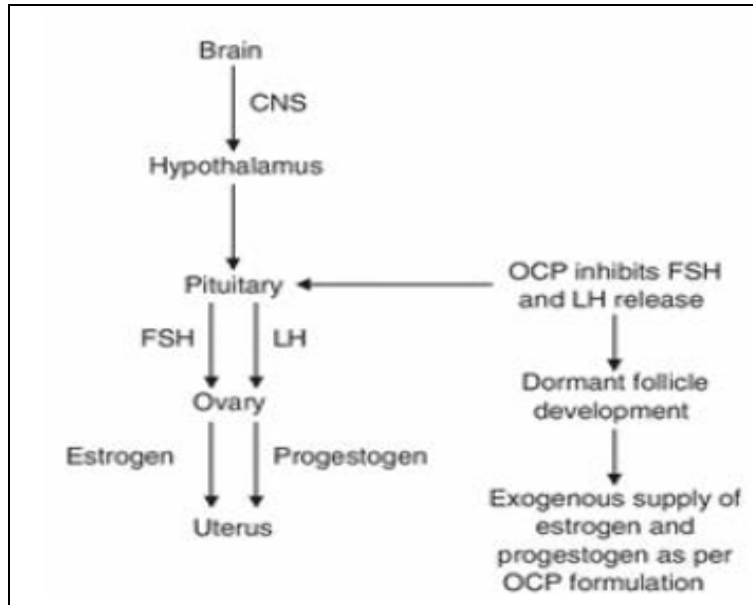 Brain
CNS
Hypothalamus
Pituitary
FSH
LH
Ovary
Estrogen
Progestogen
Uterus
OCP inhibits FSH
and LH release
Dormant follicle
development
Exogenous supply of
estrogen and
progestogen as per
OCP formulation